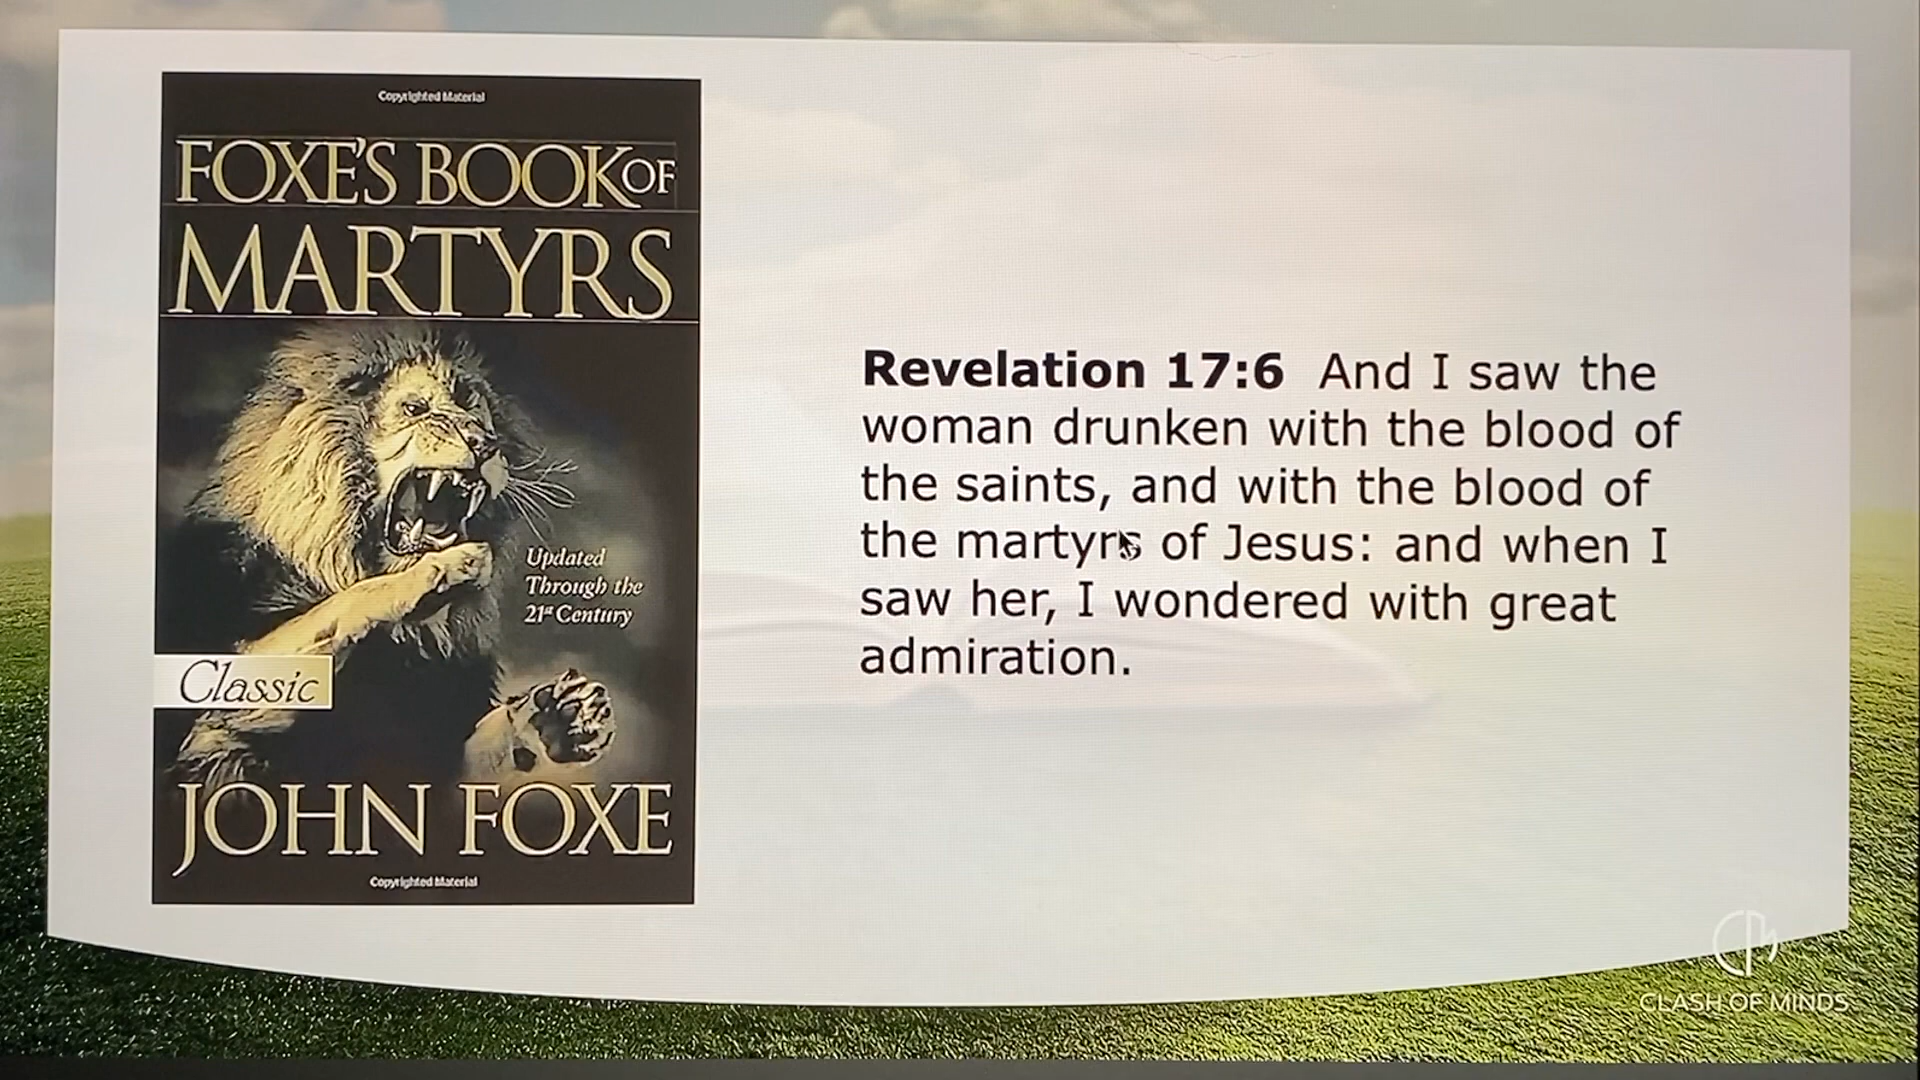 Copyrighted Material
FOXE'S BOOK OF
MARTYRS
Updated
Through the
21st Century
Classic
JOHN FOXE
Copyrighted Material
Revelation 17:6 And I saw the
woman drunken with the blood of
the saints, and with the blood of
the martyrs of Jesus: and when I
saw her, I wondered with great
admiration.
CLASH OF MINDS